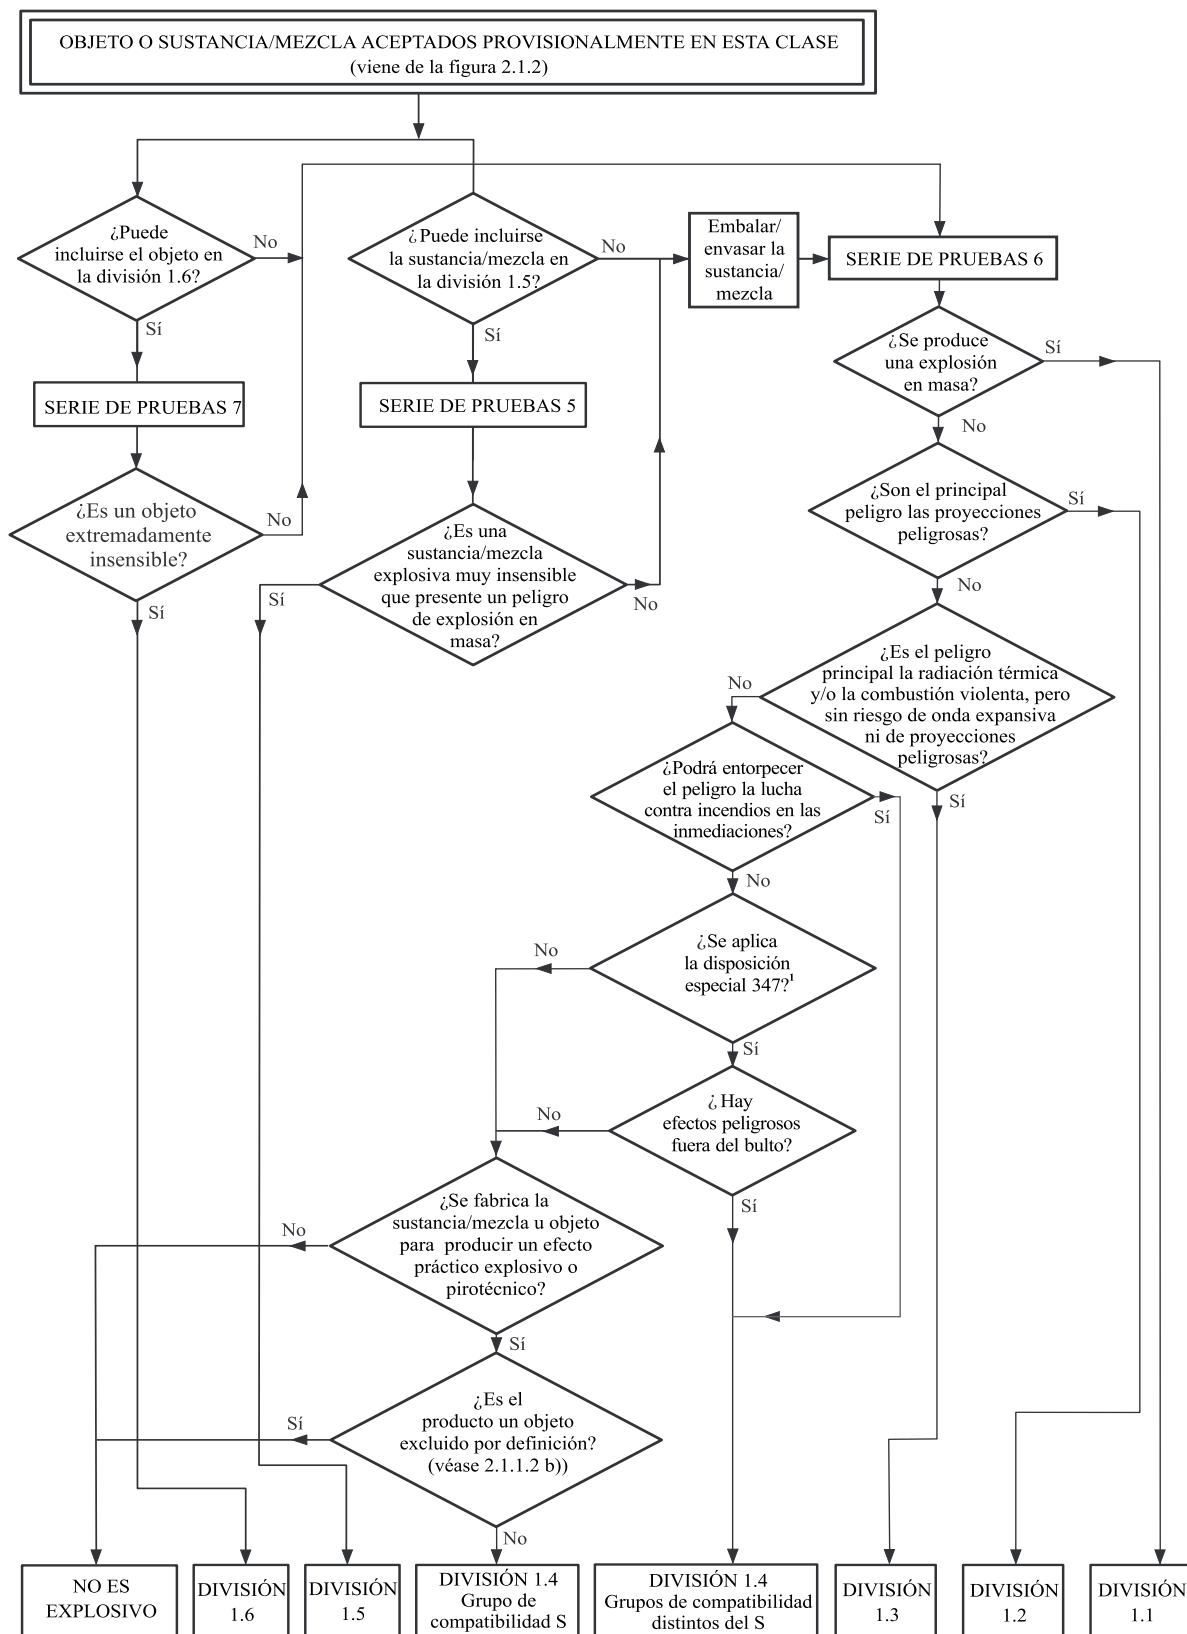 OBJETO O SUSTANCIA/MEZCLA ACEPTADOS PROVISIONALMENTE EN ESTA CLASE
(viene de la figura 2.1.2)
¿Puede
incluirse el objeto en
la división 1.6?
No
Sí
¿Puede incluirse
la sustancia/mezcla en
la división 1.5?
No
Sí
Embalar/
envasar la
sustancia/
mezcla
SERIE DE PRUEBAS 6
¿Se produce
una explosión
en masa?
Sí
No
SERIE DE PRUEBAS 7
SERIE DE PRUEBAS 5
¿Es un objeto
extremadamente
insensible?
No
Sí
¿Es una
sustancia/mezcla
explosiva muy insensible
que presente un peligro
de explosión en
masa?
Sí
No
¿Son el principal
peligro las proyecciones
peligrosas?
Sí
No
¿Es el peligro
principal la radiación térmica
y/o la combustión violenta, pero
sin riesgo de onda expansiva
ni de proyecciones
peligrosas?
No
Sí
¿Podrá entorpecer
el peligro la lucha
contra incendios en las
inmediaciones?
Sí
No
¿Se aplica
la disposición
especial 347?¹
No
Sí
¿Hay
efectos peligrosos
fuera del bulto?
No
Sí
¿Se fabrica la
sustancia/mezcla u objeto
para producir un efecto
práctico explosivo o
pirotécnico?
No
Sí
¿Es el
producto un objeto
excluido por definición?
(véase 2.1.1.2 b))
Sí
No
NO ES
EXPLOSIVO
DIVISIÓN
1.6
DIVISIÓN
1.5
DIVISIÓN 1.4
Grupo de
compatibilidad S
DIVISIÓN 1.4
Grupos de compatibilidad
distintos del S
DIVISIÓN
1.3
DIVISIÓN
1.2
DIVISIÓN
1.1